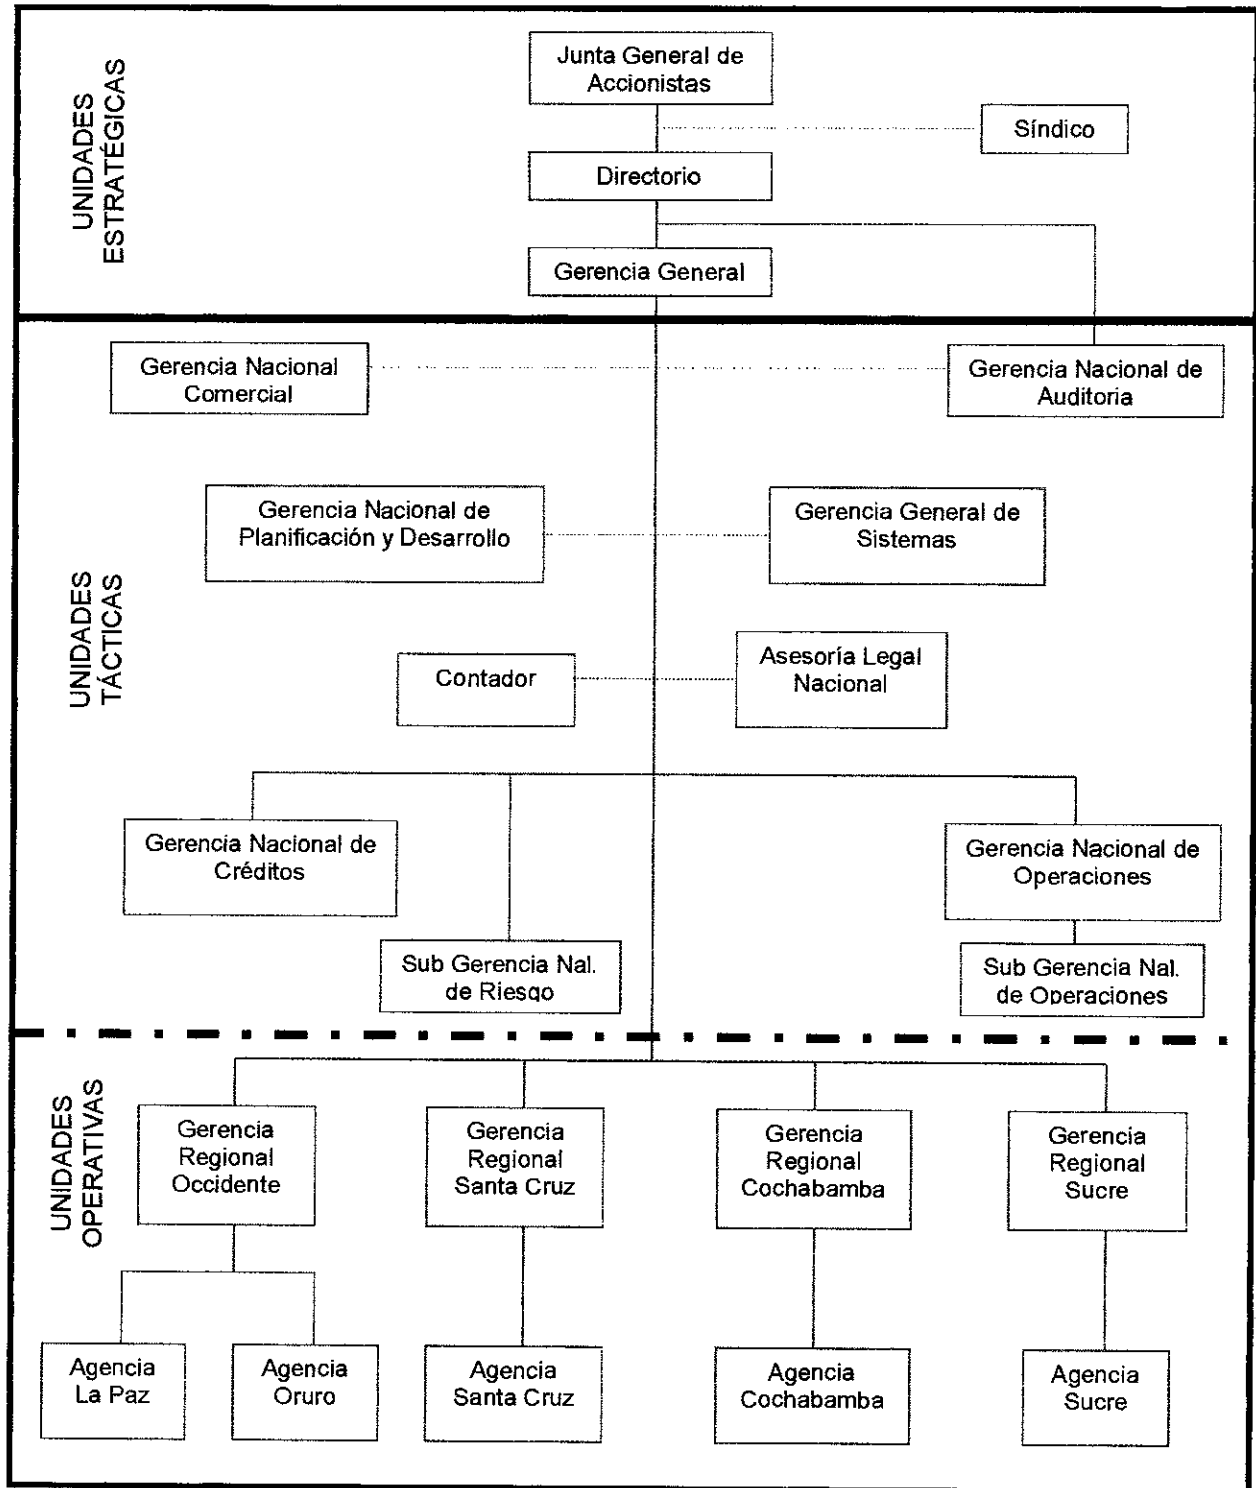 UNIDADES
ESTRATÉGICAS
Junta General de
Accionistas
Síndico
Directorio
Gerencia General
UNIDADES
TÁCTICAS
Gerencia Nacional
Comercial
Gerencia Nacional de
Auditoria
Gerencia Nacional de
Planificación y Desarrollo
Gerencia General de
Sistemas
Contador
Asesoría Legal
Nacional
Gerencia Nacional de
Créditos
Gerencia Nacional de
Operaciones
Sub Gerencia Nal.
de Riesgo
Sub Gerencia Nal.
de Operaciones
UNIDADES
OPERATIVAS
Gerencia
Regional
Occidente
Gerencia
Regional
Santa Cruz
Gerencia
Regional
Cochabamba
Gerencia
Regional
Sucre
Agencia
La Paz
Agencia
Oruro
Agencia
Santa Cruz
Agencia
Cochabamba
Agencia
Sucre